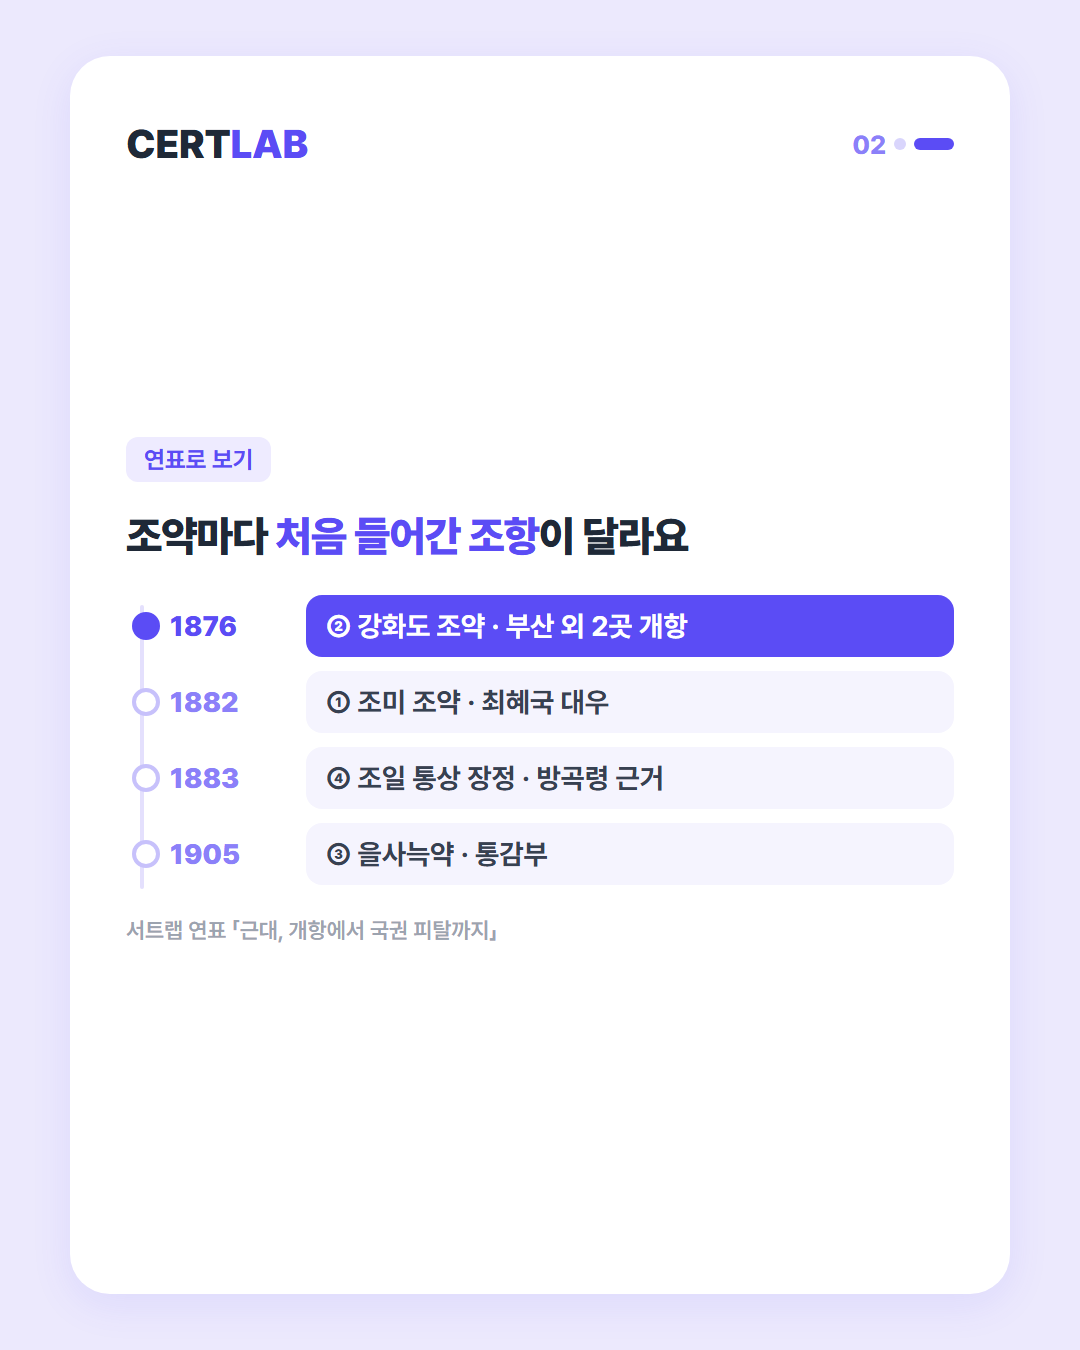 CERTLAB
02
연표로 보기
조약마다 처음 들어간 조항이 달라요
1876 ② 강화도 조약 · 부산 외 2곳 개항
1882 ① 조미 조약 · 최혜국 대우
1883 ④ 조일 통상 장정 · 방곡령 근거
1905 ③ 을사늑약 · 통감부
서트랩 연표 「근대, 개항에서 국권 피탈까지」